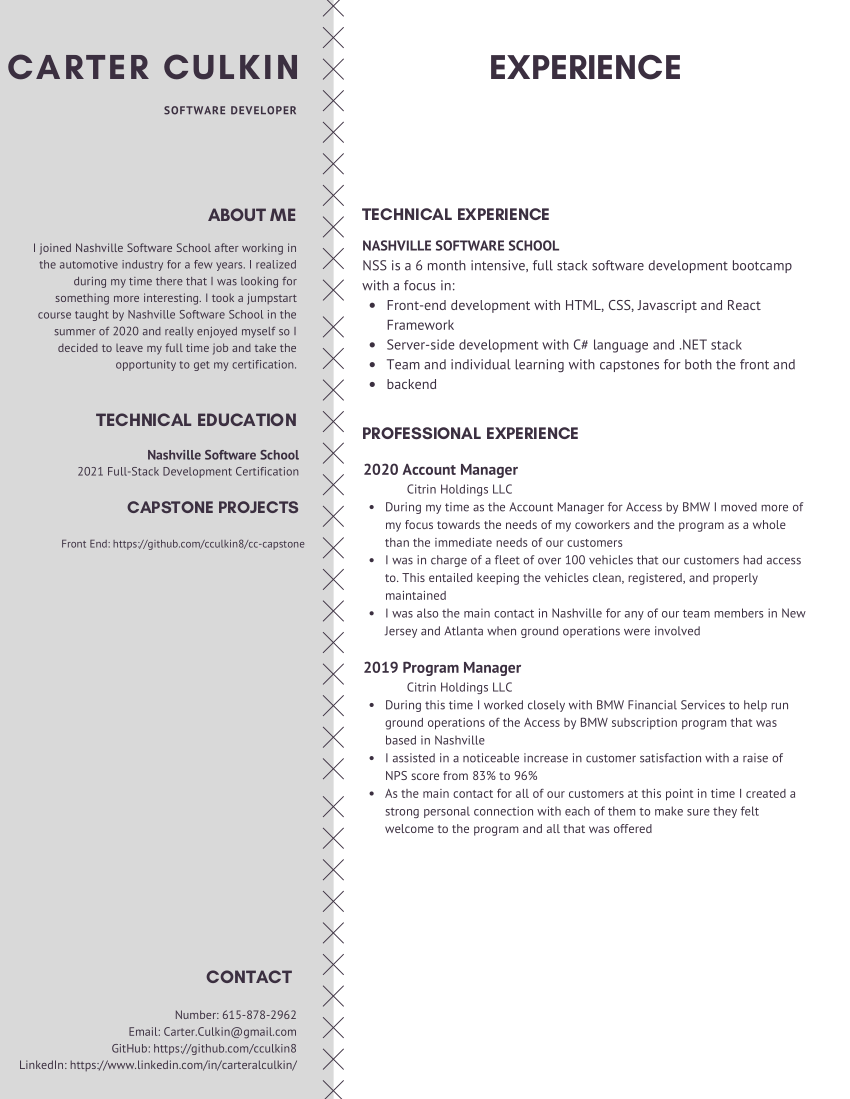 CARTER CULKIN
SOFTWARE DEVELOPER
ABOUT ME
I joined Nashville Software School after working in
the automotive industry for a few years. I realized
during my time there that I was looking for
something more interesting. I took a jumpstart
course taught by Nashville Software School in the
summer of 2020 and really enjoyed myself so I
decided to leave my full time job and take the
opportunity to get my certification.
TECHNICAL EDUCATION
Nashville Software School
2021 Full-Stack Development Certification
CAPSTONE PROJECTS
Front End: https://github.com/cculkin8/cc-capstone
CONTACT
Number: 615-878-2962
Email: Carter.Culkin@gmail.com
GitHub: https://github.com/cculkin8
LinkedIn: https://www.linkedin.com/in/carteralculkin/
EXPERIENCE
TECHNICAL EXPERIENCE
NASHVILLE SOFTWARE SCHOOL
NSS is a 6 month intensive, full stack software development bootcamp
with a focus in:
• Front-end development with HTML, CSS, Javascript and React
Framework
• Server-side development with C# language and .NET stack
• Team and individual learning with capstones for both the front and
• backend
PROFESSIONAL EXPERIENCE
2020 Account Manager
Citrin Holdings LLC
• During my time as the Account Manager for Access by BMW I moved more of
my focus towards the needs of my coworkers and the program as a whole
than the immediate needs of our customers
• I was in charge of a fleet of over 100 vehicles that our customers had access
to. This entailed keeping the vehicles clean, registered, and properly
maintained
• I was also the main contact in Nashville for any of our team members in New
Jersey and Atlanta when ground operations were involved
2019 Program Manager
Citrin Holdings LLC
• During this time I worked closely with BMW Financial Services to help run
ground operations of the Access by BMW subscription program that was
based in Nashville
• I assisted in a noticeable increase in customer satisfaction with a raise of
NPS score from 83% to 96%
• As the main contact for all of our customers at this point in time I created a
strong personal connection with each of them to make sure they felt
welcome to the program and all that was offered